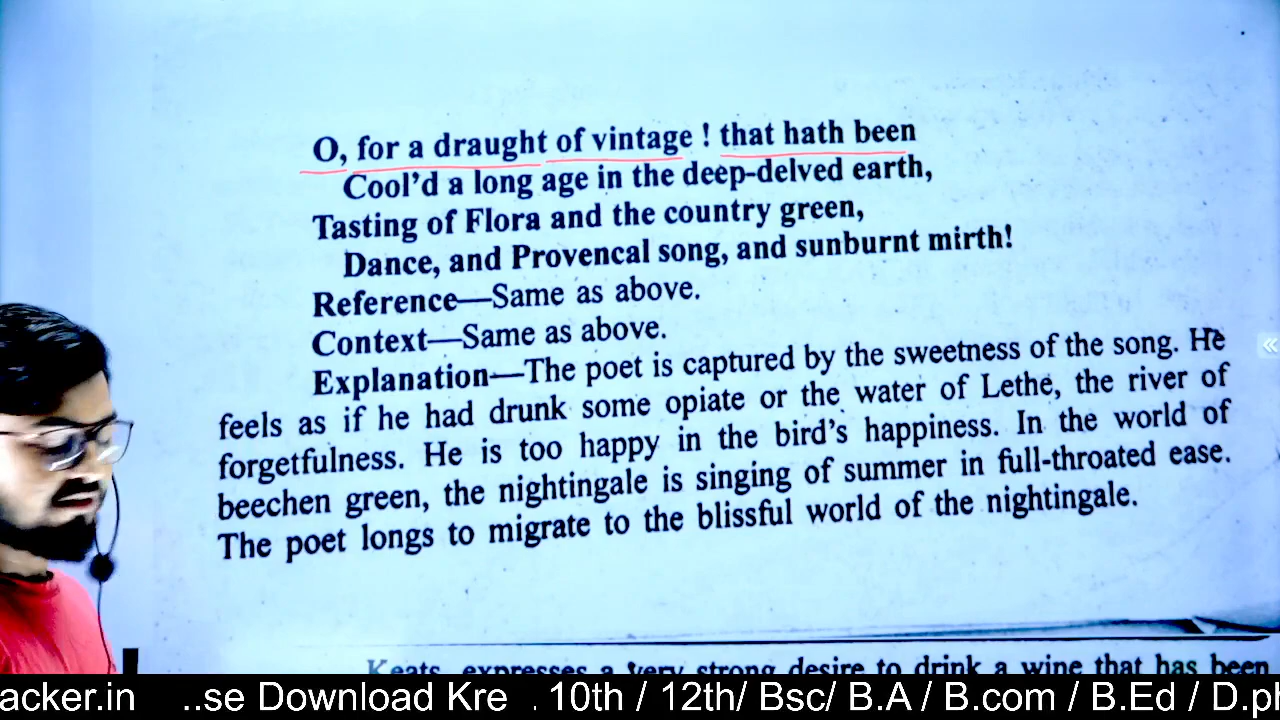 O, for a draught of vintage ! that hath been
Cool'd a long age in the deep-delved earth,
Tasting of Flora and the country green,
Dance, and Provencal song, and sunburnt mirth!
Reference—Same as above.
Context—Same as above.
Explanation—The poet is captured by the sweetness of the song. He
feels as if he had drunk some opiate or the water of Lethe, the river of
forgetfulness. He is too happy in the bird's happiness. In the world of
beechen green, the nightingale is singing of summer in full-throated ease.
The poet longs to migrate to the blissful world of the nightingale.
Keats expresses a very strong desire to drink a wine that has been
acker.in ..se Download Kre . 10th / 12th/ Bsc/ B.A / B.com / B.Ed / D.ph